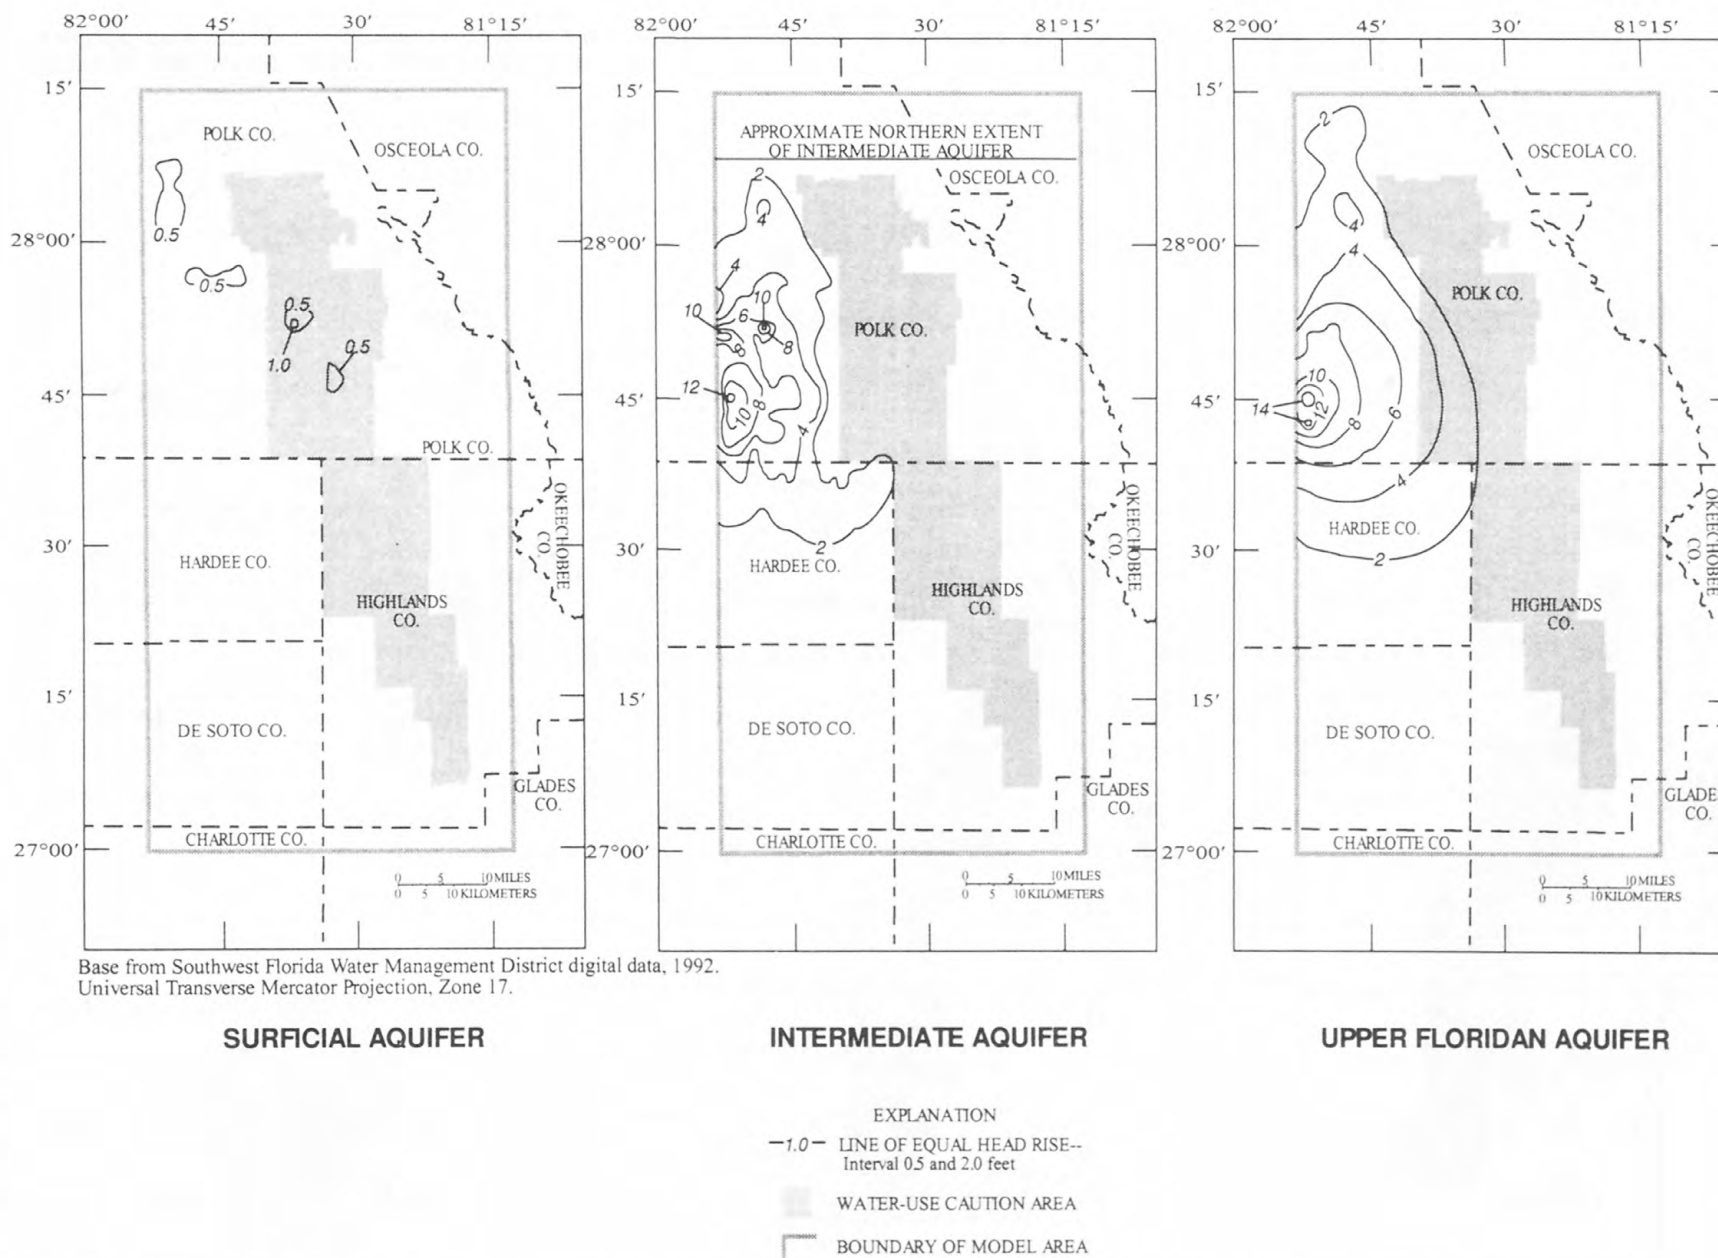 82°00′ 45′ 30′ 81°15′
15′
POLK CO.
OSCEOLA CO.
0.5
28°00′
0.5
0.5
1.0
0.5
45′
POLK CO.
OKEECHOBEE
CO.
30′
HARDEE CO.
HIGHLANDS
CO.
15′
DE SOTO CO.
GLADES
CO.
CHARLOTTE CO.
27°00′
0 5 10 MILES
0 5 10 KILOMETERS
82°00′ 45′ 30′ 81°15′
15′
APPROXIMATE NORTHERN EXTENT
OF INTERMEDIATE AQUIFER
OSCEOLA CO.
2
4
28°00′
4
10
10
6
8
8
POLK CO.
12
8
10
4
45′
2
OKEECHOBEE
CO.
30′
HARDEE CO.
HIGHLANDS
CO.
15′
DE SOTO CO.
GLADES
CO.
CHARLOTTE CO.
27°00′
0 5 10 MILES
0 5 10 KILOMETERS
82°00′ 45′ 30′ 81°15′
15′
2
OSCEOLA CO.
4
28°00′
4
POLK CO.
10
45′
14
12
8
6
4
OKEECHOBEE
CO.
HARDEE CO.
30′
2
HIGHLANDS
CO.
15′
DE SOTO CO.
GLADES
CO.
CHARLOTTE CO.
27°00′
0 5 10 MILES
0 5 10 KILOMETERS
Base from Southwest Florida Water Management District digital data, 1992.
Universal Transverse Mercator Projection, Zone 17.
SURFICIAL AQUIFER
INTERMEDIATE AQUIFER
UPPER FLORIDAN AQUIFER
EXPLANATION
—1.0— LINE OF EQUAL HEAD RISE--
Interval 0.5 and 2.0 feet
WATER-USE CAUTION AREA
BOUNDARY OF MODEL AREA